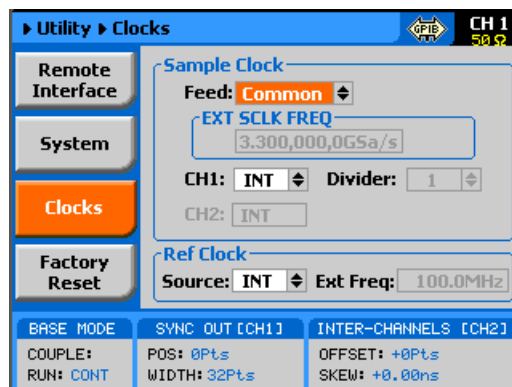 Utility Clocks
GPIB
CH 1
50 Ω
Remote Interface
System
Clocks
Factory Reset
Sample Clock
Feed: Common
EXT SCLK FREQ
3.300,000,0GSa/s
CH1: INT Divider: 1
CH2: INT
Ref Clock
Source: INT Ext Freq: 100.0MHz
BASE MODE
COUPLE:
RUN: CONT
SYNC OUT [CH1]
POS: 0Pts
WIDTH: 32Pts
INTER-CHANNELS [CH2]
OFFSET: +0Pts
SKEW: +0.00ns